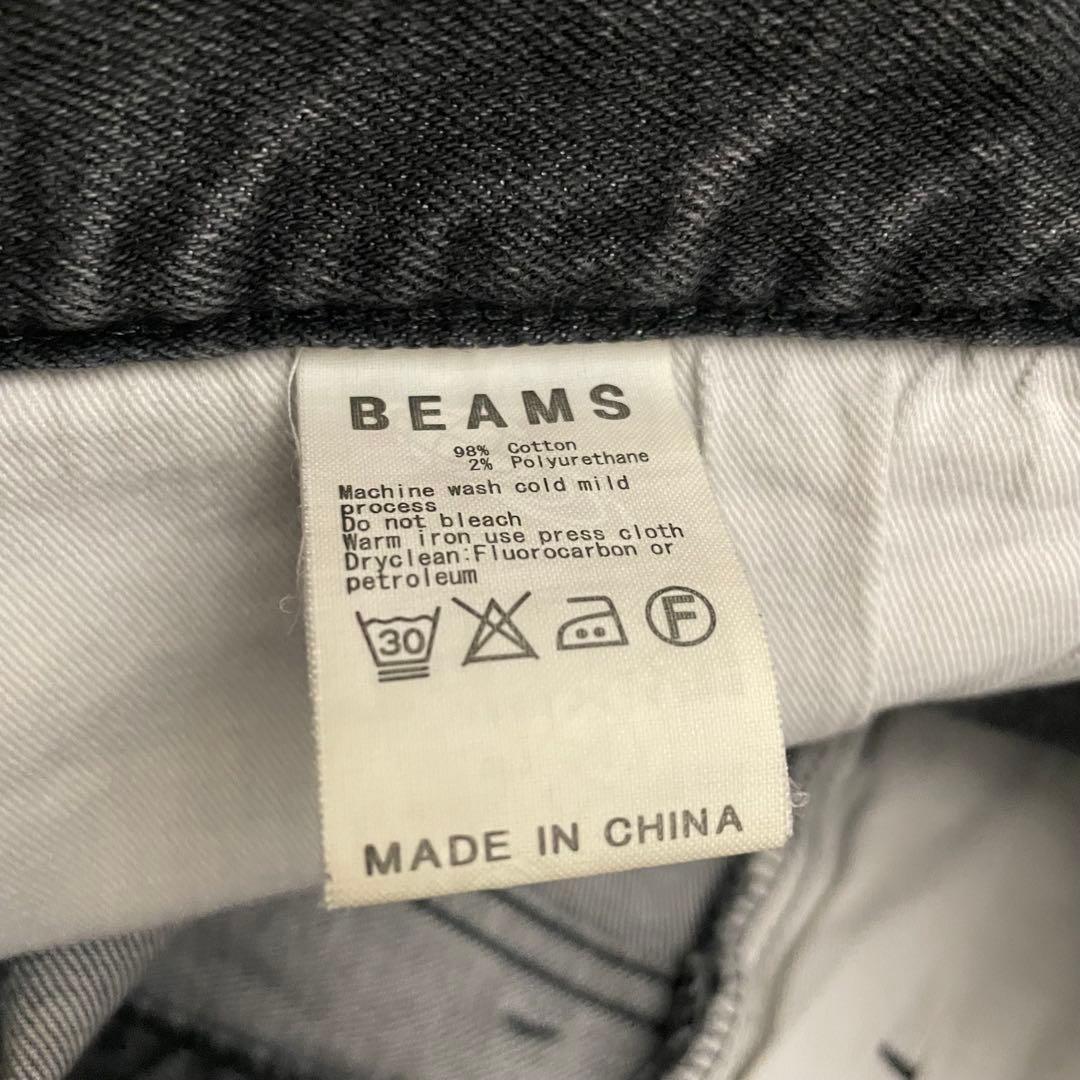 BEAMS
98% Cotton
2% Polyurethane
Machine wash cold mild
process
Do not bleach
Warm iron use press cloth
Dryclean:Fluorocarbon or
petroleum
30 F
MADE IN CHINA